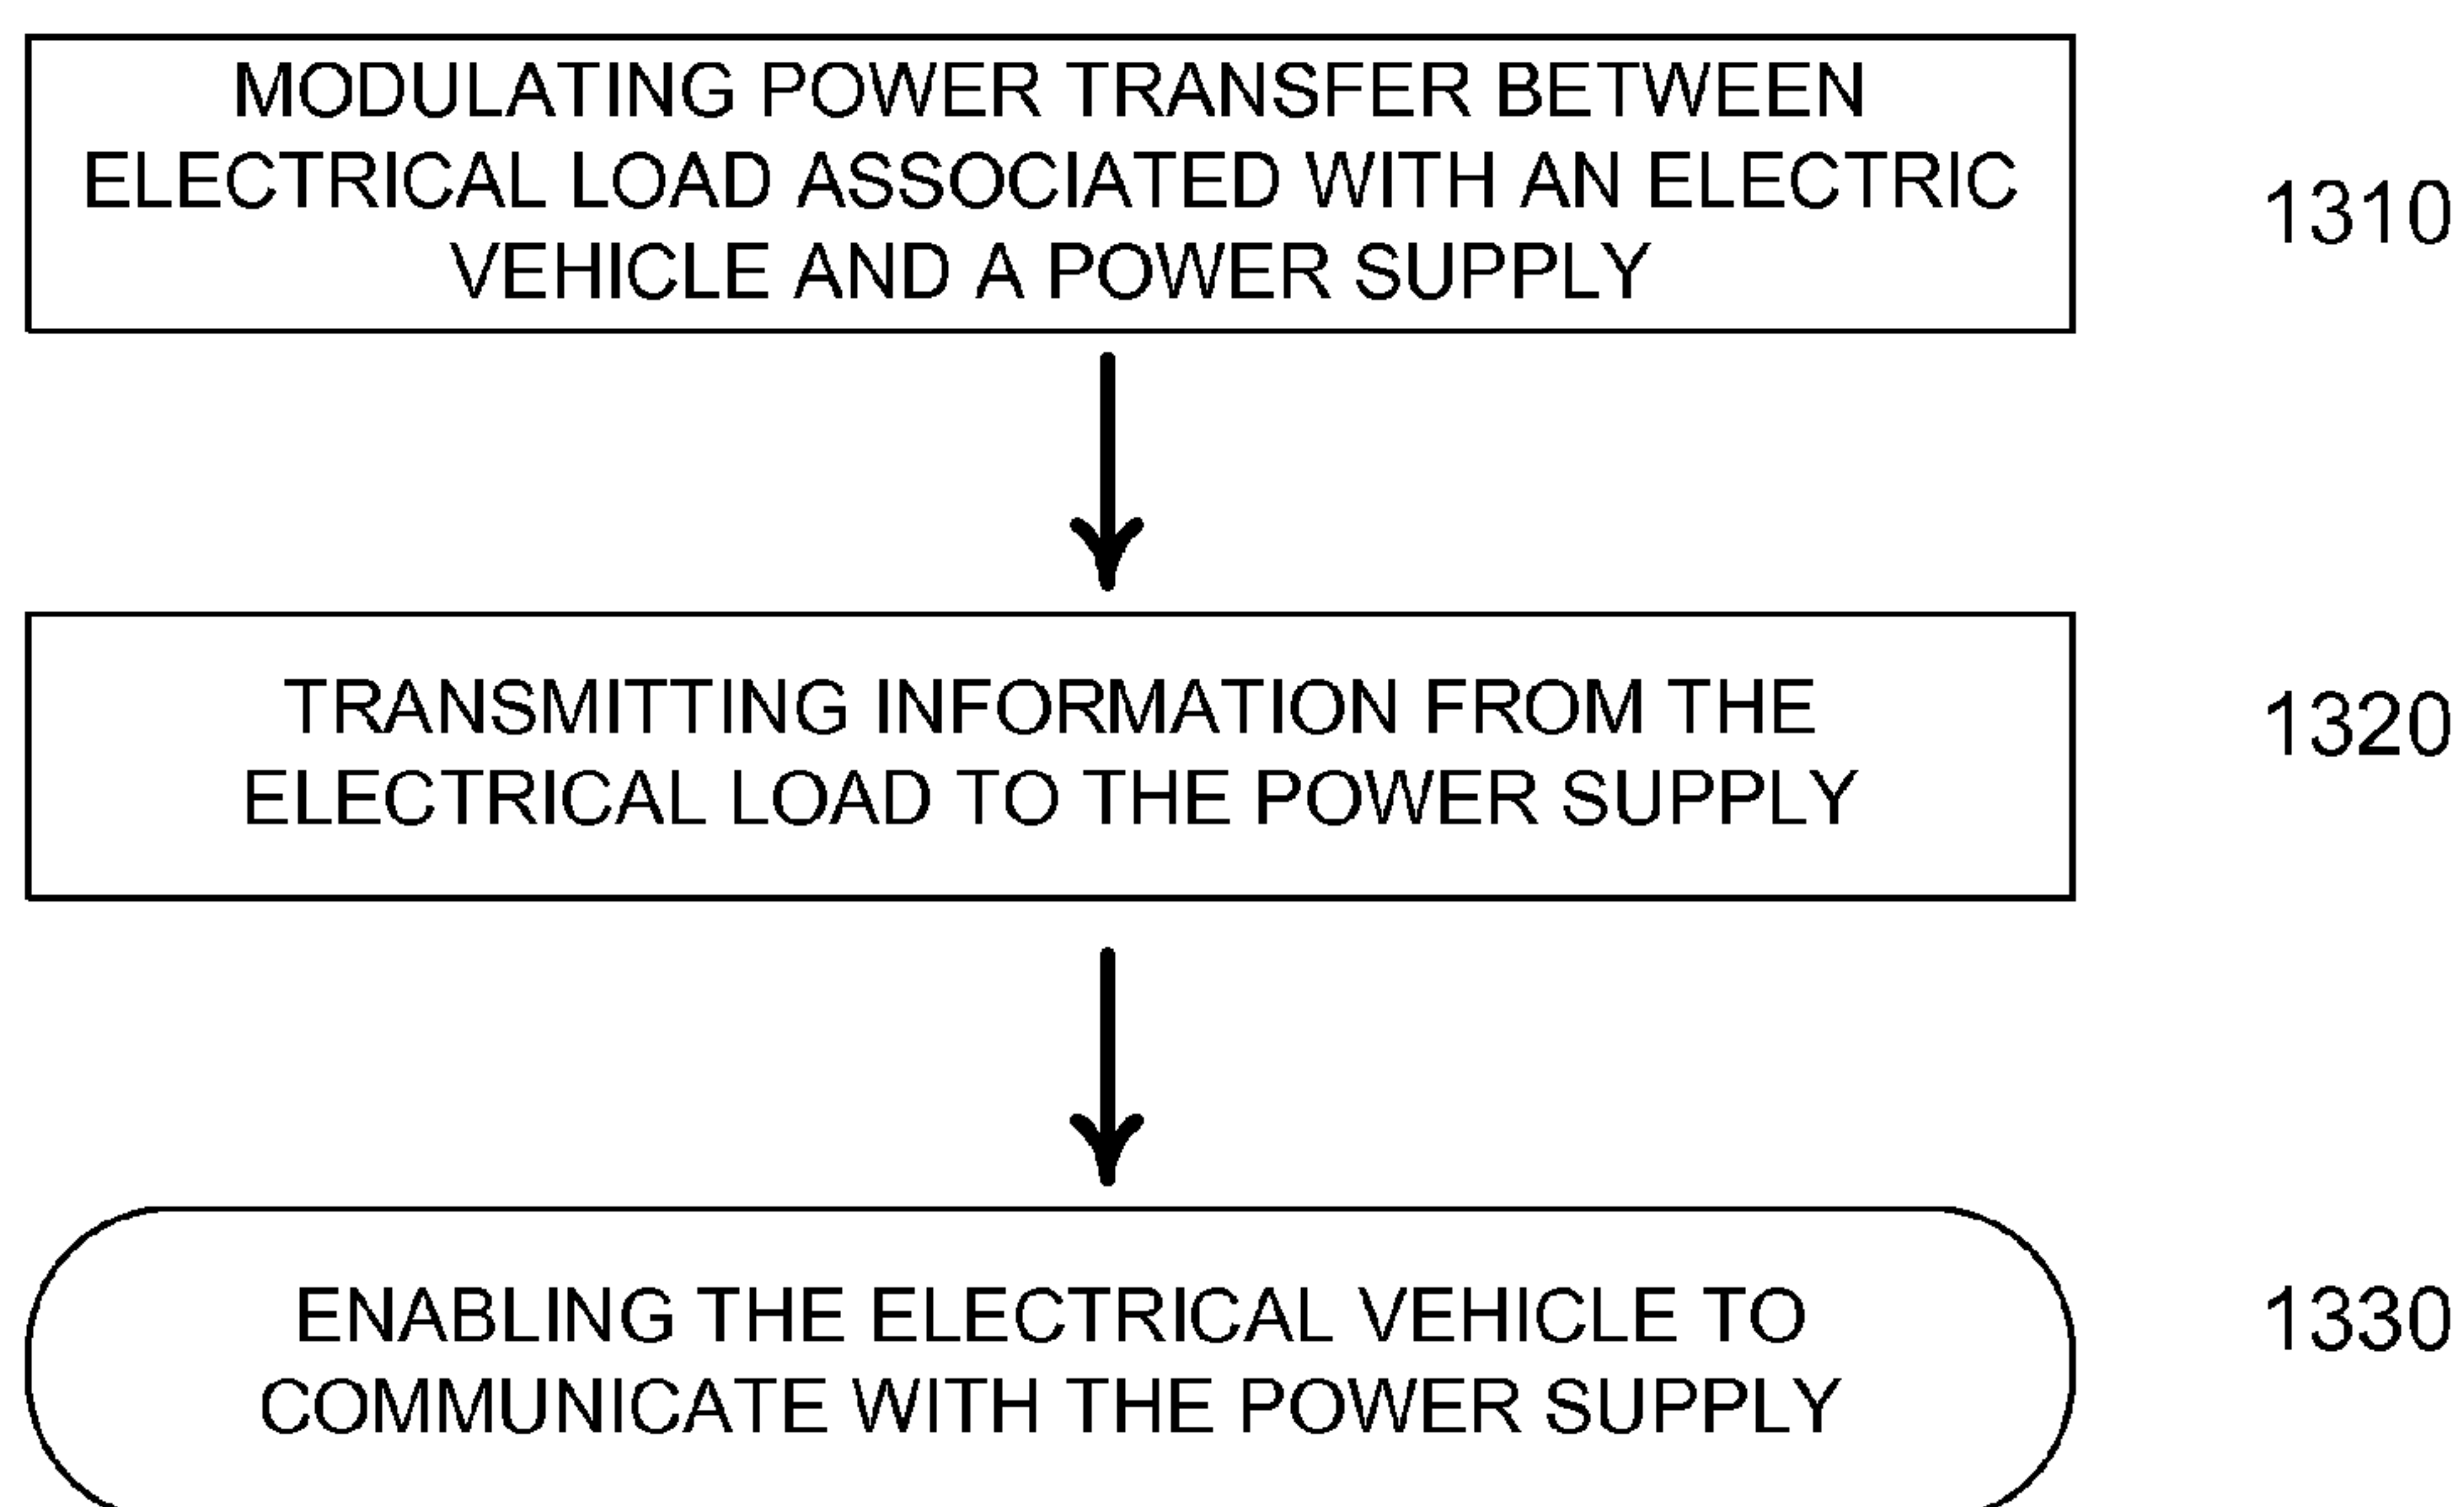 MODULATING POWER TRANSFER BETWEEN
ELECTRICAL LOAD ASSOCIATED WITH AN ELECTRIC
VEHICLE AND A POWER SUPPLY
1310
TRANSMITTING INFORMATION FROM THE
ELECTRICAL LOAD TO THE POWER SUPPLY
1320
ENABLING THE ELECTRICAL VEHICLE TO
COMMUNICATE WITH THE POWER SUPPLY
1330